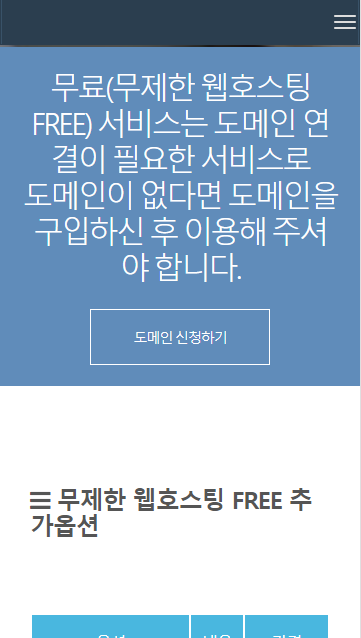 무료(무제한 웹호스팅
FREE) 서비스는 도메인 연
결이 필요한 서비스로
도메인이 없다면 도메인을
구입하신 후 이용해 주셔
야 합니다.
도메인 신청하기
무제한 웹호스팅 FREE 추
가옵션